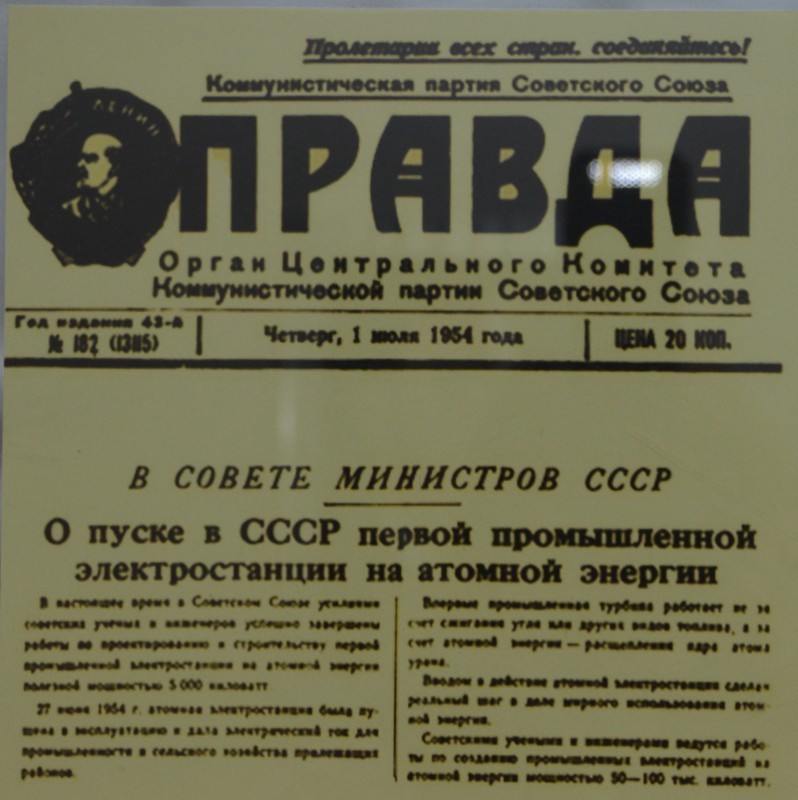 Пролетарии всех стран, соединяйтесь!
Коммунистическая партия Советского Союза
ЛЕНИН
ПРАВДА
Орган Центрального Комитета
Коммунистической партии Советского Союза
Год издания 43-й
№ 182 (13115)
Четверг, 1 июля 1954 года
ЦЕНА 20 КОП.
В СОВЕТЕ МИНИСТРОВ СССР
О пуске в СССР первой промышленной
электростанции на атомной энергии
В настоящее время в Советском Союзе усилиями
советских ученых и инженеров успешно завершены
работы по проектированию и строительству первой
промышленной электростанции на атомной энергии
полезной мощностью 5 000 киловатт.
27 июня 1954 г. атомная электростанция была пу-
щена в эксплуатацию и дала электрический ток для
промышленности и сельского хозяйства прилежащих
районов.
Впервые промышленная турбина работает не за
счет сжигания угля или других видов топлива, а за
счет атомной энергии — расщепления ядра атома
урана.
Вводом в действие атомной электростанции сделан
реальный шаг в деле мирного использования атом-
ной энергии.
Советскими учеными и инженерами ведутся рабо-
ты по созданию промышленных электростанций на
атомной энергии мощностью 50—100 тыс. киловатт.